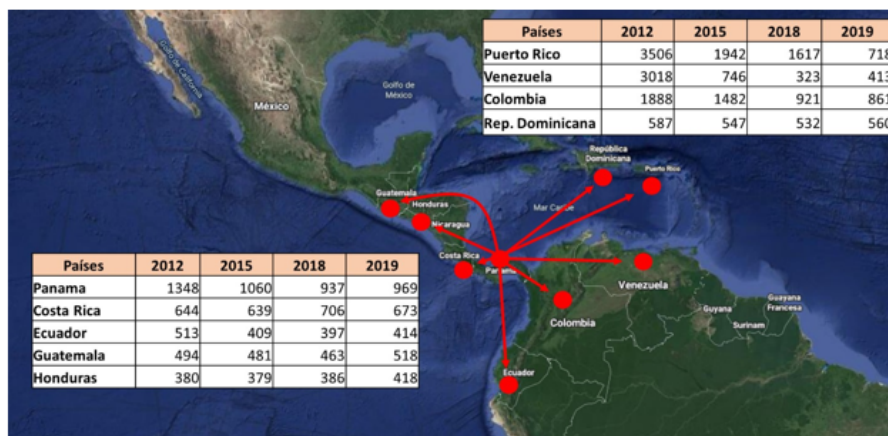 Países 2012 2015 2018 2019
Puerto Rico 3506 1942 1617 718
Venezuela 3018 746 323 413
Colombia 1888 1482 921 861
Rep. Dominicana 587 547 532 560
Golfo de California
México
Golfo de México
República Dominicana
Puerto Rico
Guatemala
Honduras
Mar Caribe
Nicaragua
Costa Rica
Panamá
Venezuela
Guyana
Guayana Francesa
Surinam
Colombia
Ecuador
Países 2012 2015 2018 2019
Panama 1348 1060 937 969
Costa Rica 644 639 706 673
Ecuador 513 409 397 414
Guatemala 494 481 463 518
Honduras 380 379 386 418